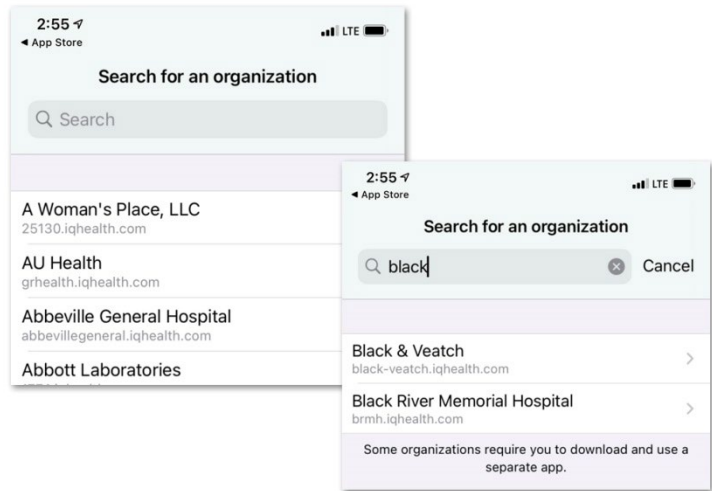 2:55
App Store
LTE
Search for an organization
Search
A Woman's Place, LLC
25130.iqhealth.com
AU Health
grhealth.iqhealth.com
Abbeville General Hospital
abbevillegeneral.iqhealth.com
Abbott Laboratories
2:55
App Store
LTE
Search for an organization
black
Cancel
Black & Veatch
black-veatch.iqhealth.com
Black River Memorial Hospital
brmh.iqhealth.com
Some organizations require you to download and use a
separate app.